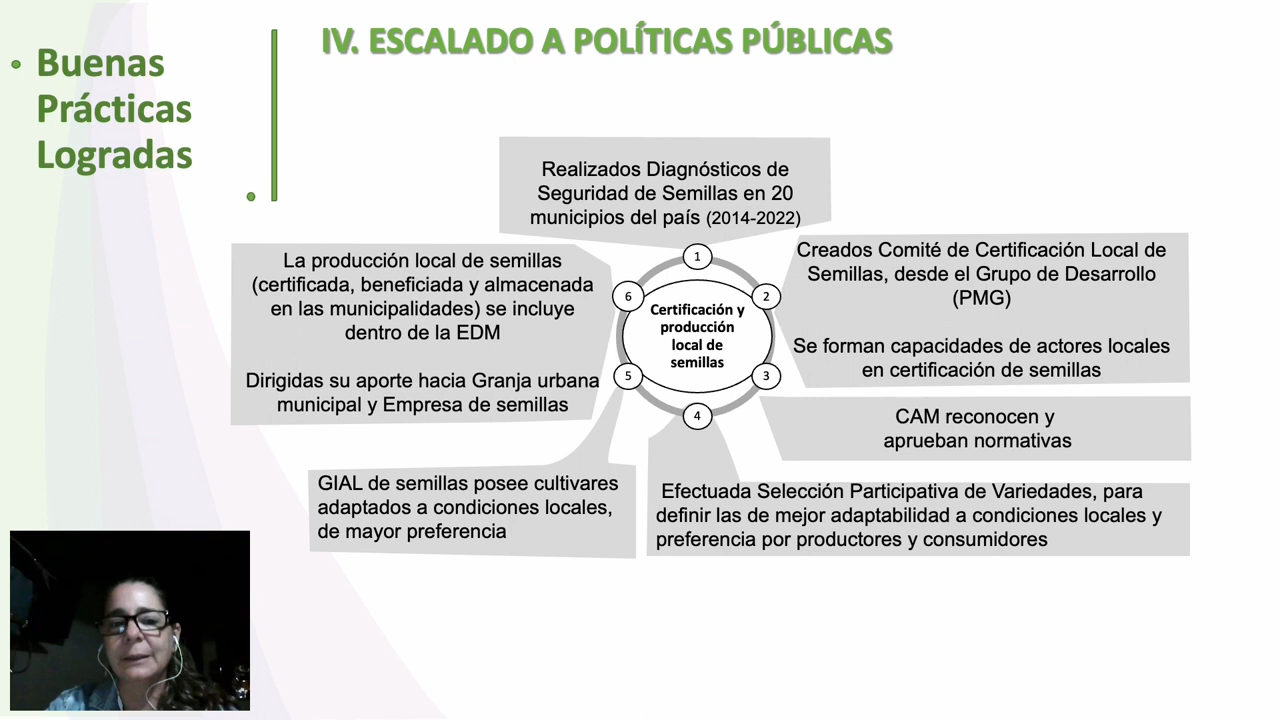 Buenas
Prácticas
Logradas
IV. ESCALADO A POLÍTICAS PÚBLICAS
Realizados Diagnósticos de
Seguridad de Semillas en 20
municipios del país (2014-2022)
1
Creados Comité de Certificación Local de
Semillas, desde el Grupo de Desarrollo
(PMG)
Se forman capacidades de actores locales
en certificación de semillas
2
CAM reconocen y
aprueban normativas
3
Efectuada Selección Participativa de Variedades, para
definir las de mejor adaptabilidad a condiciones locales y
preferencia por productores y consumidores
4
GIAL de semillas posee cultivares
adaptados a condiciones locales,
de mayor preferencia
5
La producción local de semillas
(certificada, beneficiada y almacenada
en las municipalidades) se incluye
dentro de la EDM
Dirigidas su aporte hacia Granja urbana
municipal y Empresa de semillas
6
Certificación y
producción
local de
semillas